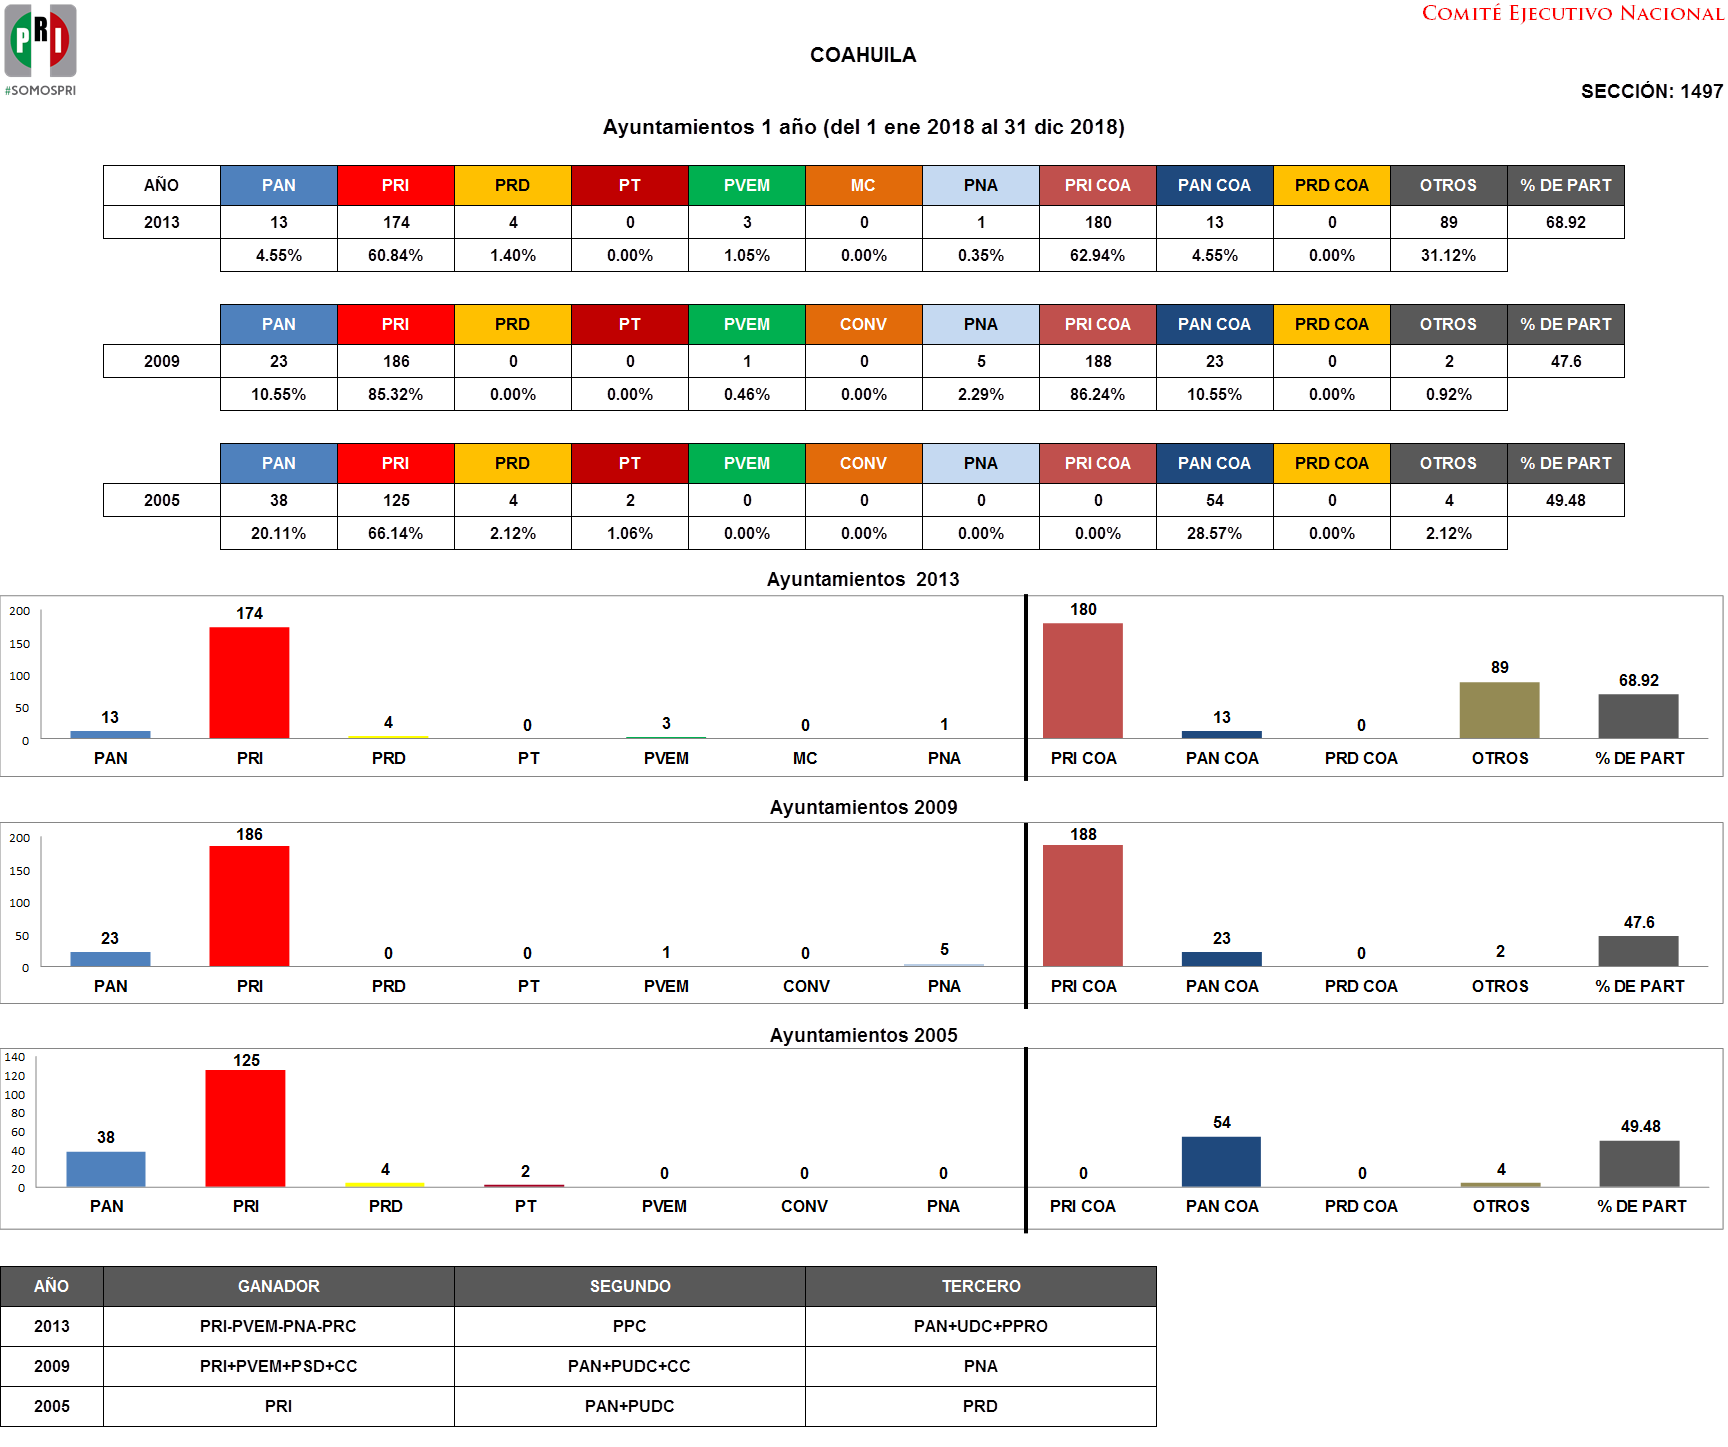 PRI
#SOMOSPRI
COMITÉ EJECUTIVO NACIONAL
COAHUILA
SECCIÓN: 1497
Ayuntamientos 1 año (del 1 ene 2018 al 31 dic 2018)
AÑO PAN PRI PRD PT PVEM MC PNA PRI COA PAN COA PRD COA OTROS % DE PART
2013 13 174 4 0 3 0 1 180 13 0 89 68.92
4.55% 60.84% 1.40% 0.00% 1.05% 0.00% 0.35% 62.94% 4.55% 0.00% 31.12%
PAN PRI PRD PT PVEM CONV PNA PRI COA PAN COA PRD COA OTROS % DE PART
2009 23 186 0 0 1 0 5 188 23 0 2 47.6
10.55% 85.32% 0.00% 0.00% 0.46% 0.00% 2.29% 86.24% 10.55% 0.00% 0.92%
PAN PRI PRD PT PVEM CONV PNA PRI COA PAN COA PRD COA OTROS % DE PART
2005 38 125 4 2 0 0 0 0 54 0 4 49.48
20.11% 66.14% 2.12% 1.06% 0.00% 0.00% 0.00% 0.00% 28.57% 0.00% 2.12%
Ayuntamientos 2013
200
150
100
50
0
13 174 4 0 3 0 1 180 13 0 89 68.92
PAN PRI PRD PT PVEM MC PNA PRI COA PAN COA PRD COA OTROS % DE PART
Ayuntamientos 2009
200
150
100
50
0
23 186 0 0 1 0 5 188 23 0 2 47.6
PAN PRI PRD PT PVEM CONV PNA PRI COA PAN COA PRD COA OTROS % DE PART
Ayuntamientos 2005
140
120
100
80
60
40
20
0
38 125 4 2 0 0 0 0 54 0 4 49.48
PAN PRI PRD PT PVEM CONV PNA PRI COA PAN COA PRD COA OTROS % DE PART
AÑO GANADOR SEGUNDO TERCERO
2013 PRI-PVEM-PNA-PRC PPC PAN+UDC+PPRO
2009 PRI+PVEM+PSD+CC PAN+PUDC+CC PNA
2005 PRI PAN+PUDC PRD